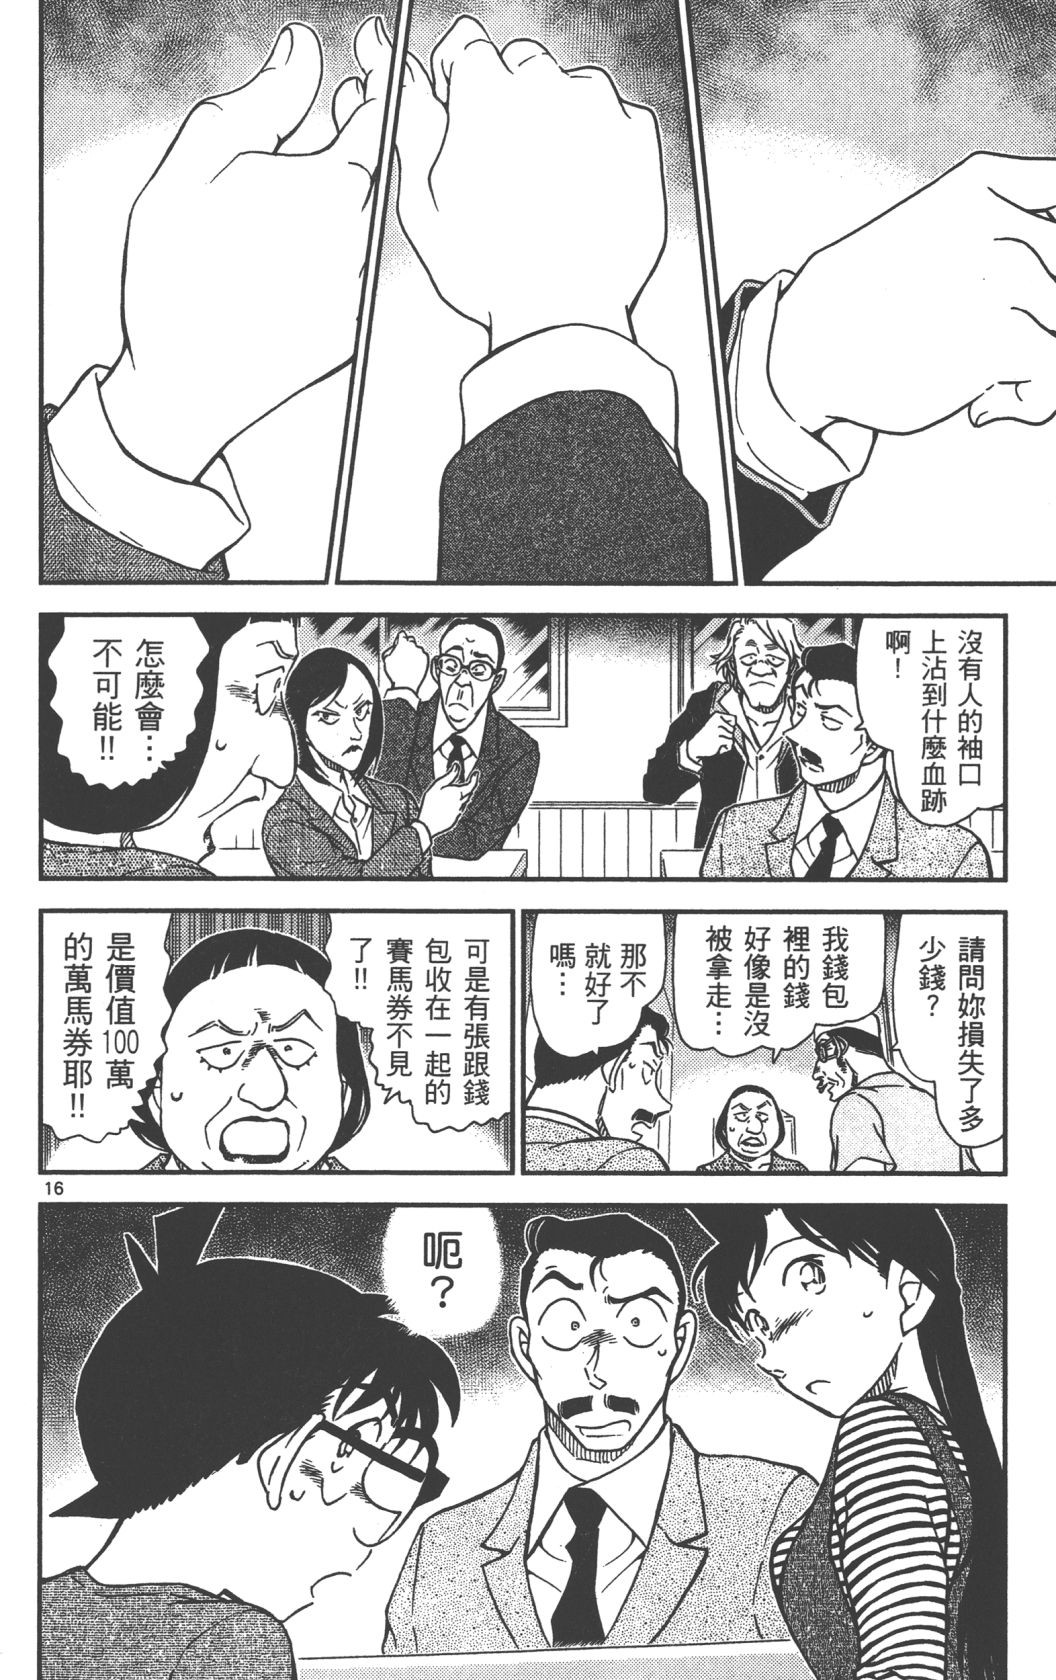 沒有人的袖口
上沾到什麼血跡
啊！
怎麼會…
不可能!!
請問妳損失了多
少錢？
我錢包
裡的錢
好像是沒
被拿走…
那不
就好了
嗎…
可是有張跟錢
包收在一起的
賽馬券不見
了!!
是價值100萬
的萬馬券耶!!
16
呃？